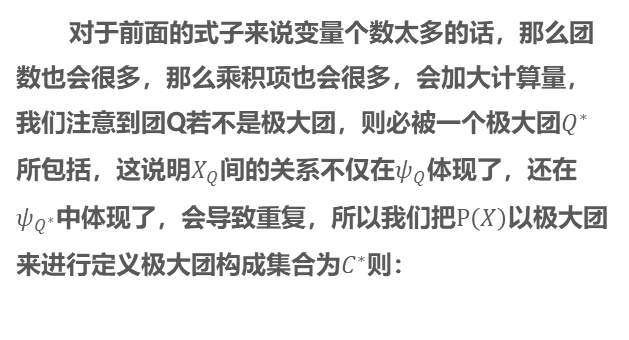 对于前面的式子来说变量个数太多的话，那么团
数也会很多，那么乘积项也会很多，会加大计算量，
我们注意到团Q若不是极大团，则必被一个极大团Q*
所包括，这说明X_Q间的关系不仅在ψ_Q体现了，还在
ψ_Q*中体现了，会导致重复，所以我们把P(X)以极大团
来进行定义极大团构成集合为C*则：